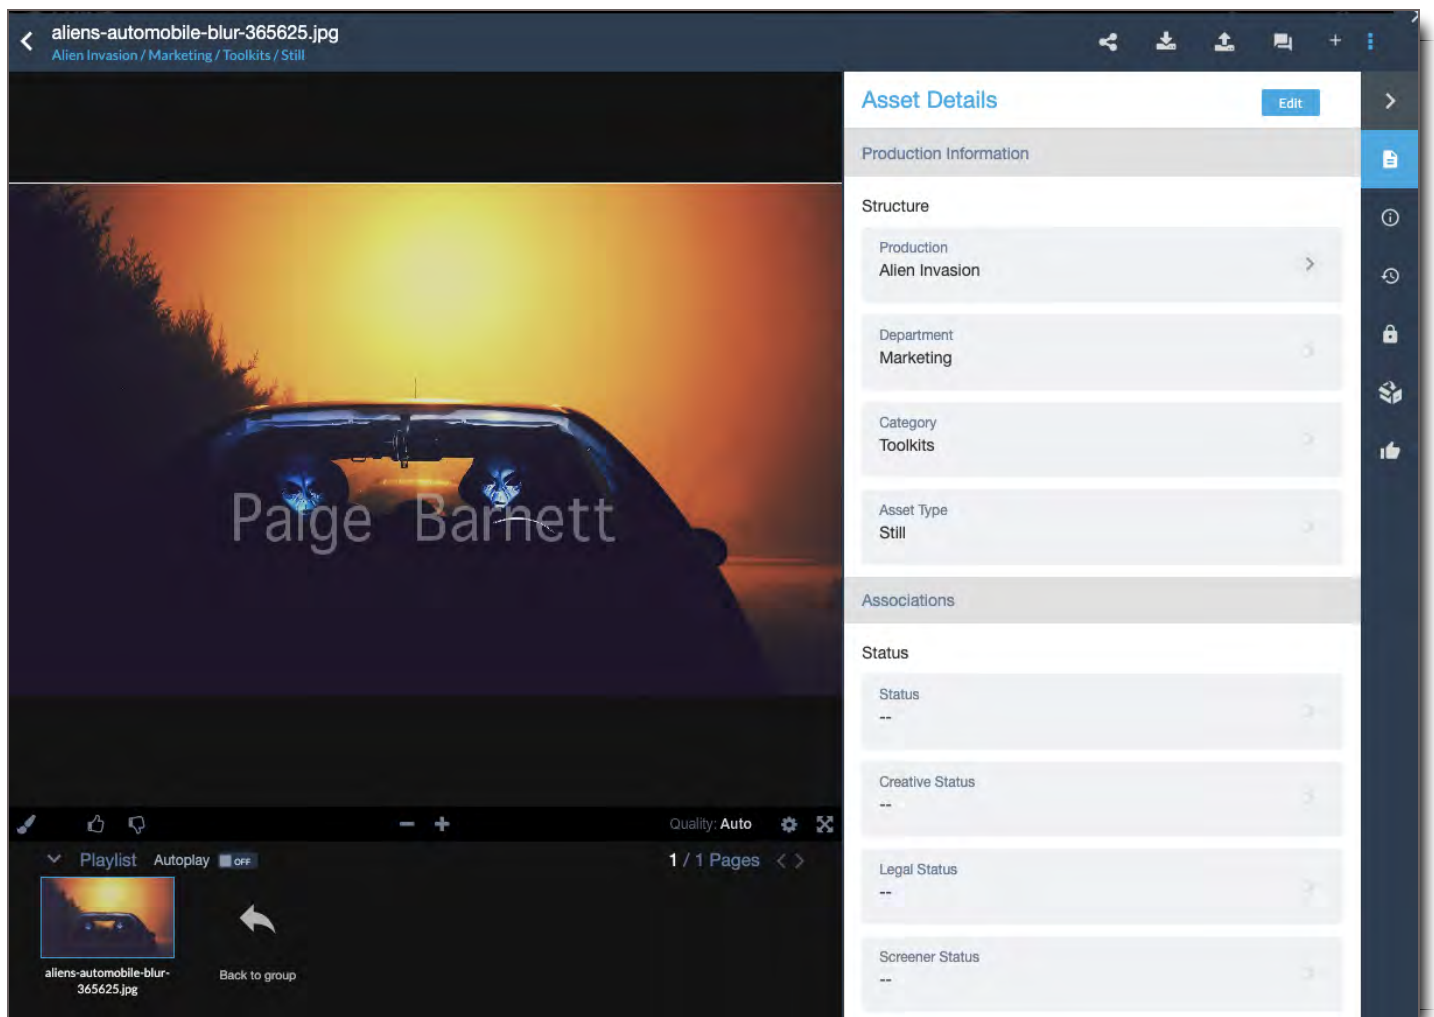 aliens-automobile-blur-365625.jpg
Alien Invasion / Marketing / Toolkits / Still
Asset Details
Edit
Production Information
Structure
Production
Alien Invasion
Department
Marketing
Category
Toolkits
Asset Type
Still
Associations
Status
Status
--
Creative Status
--
Legal Status
--
Screener Status
--
Paige Barnett
Quality: Auto
Playlist Autoplay OFF
1 / 1 Pages
aliens-automobile-blur-
365625.jpg
Back to group